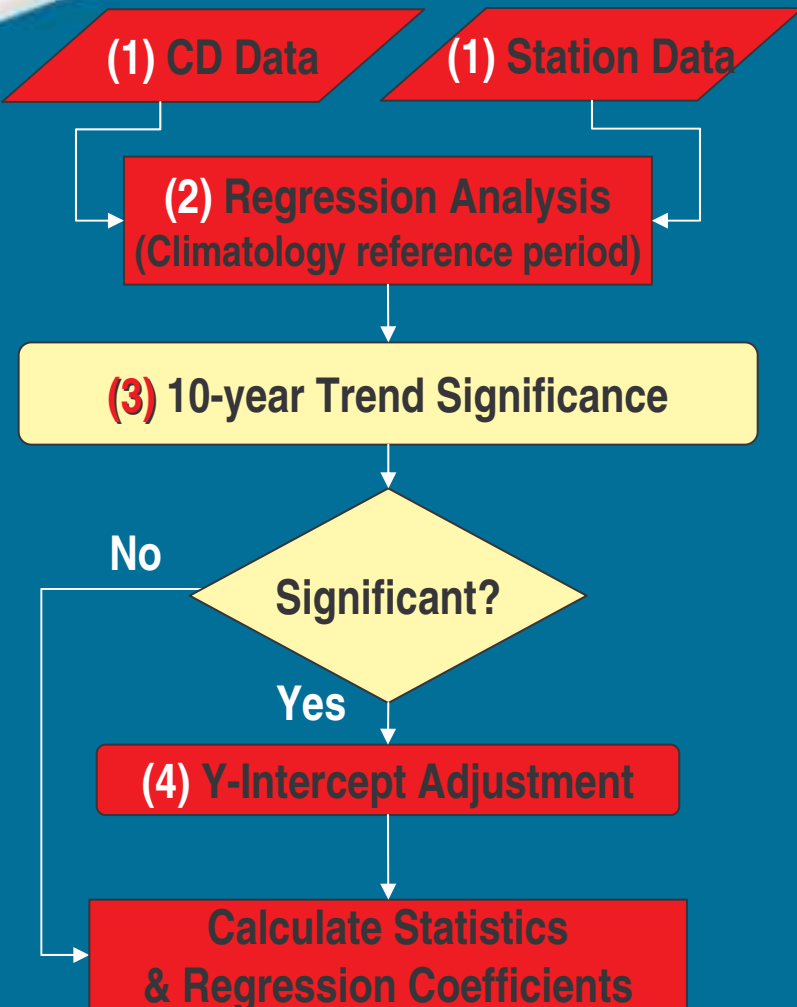 (1) CD Data
(1) Station Data
(2) Regression Analysis
(Climatology reference period)
(3) 10-year Trend Significance
Significant?
No
Yes
(4) Y-Intercept Adjustment
Calculate Statistics
& Regression Coefficients